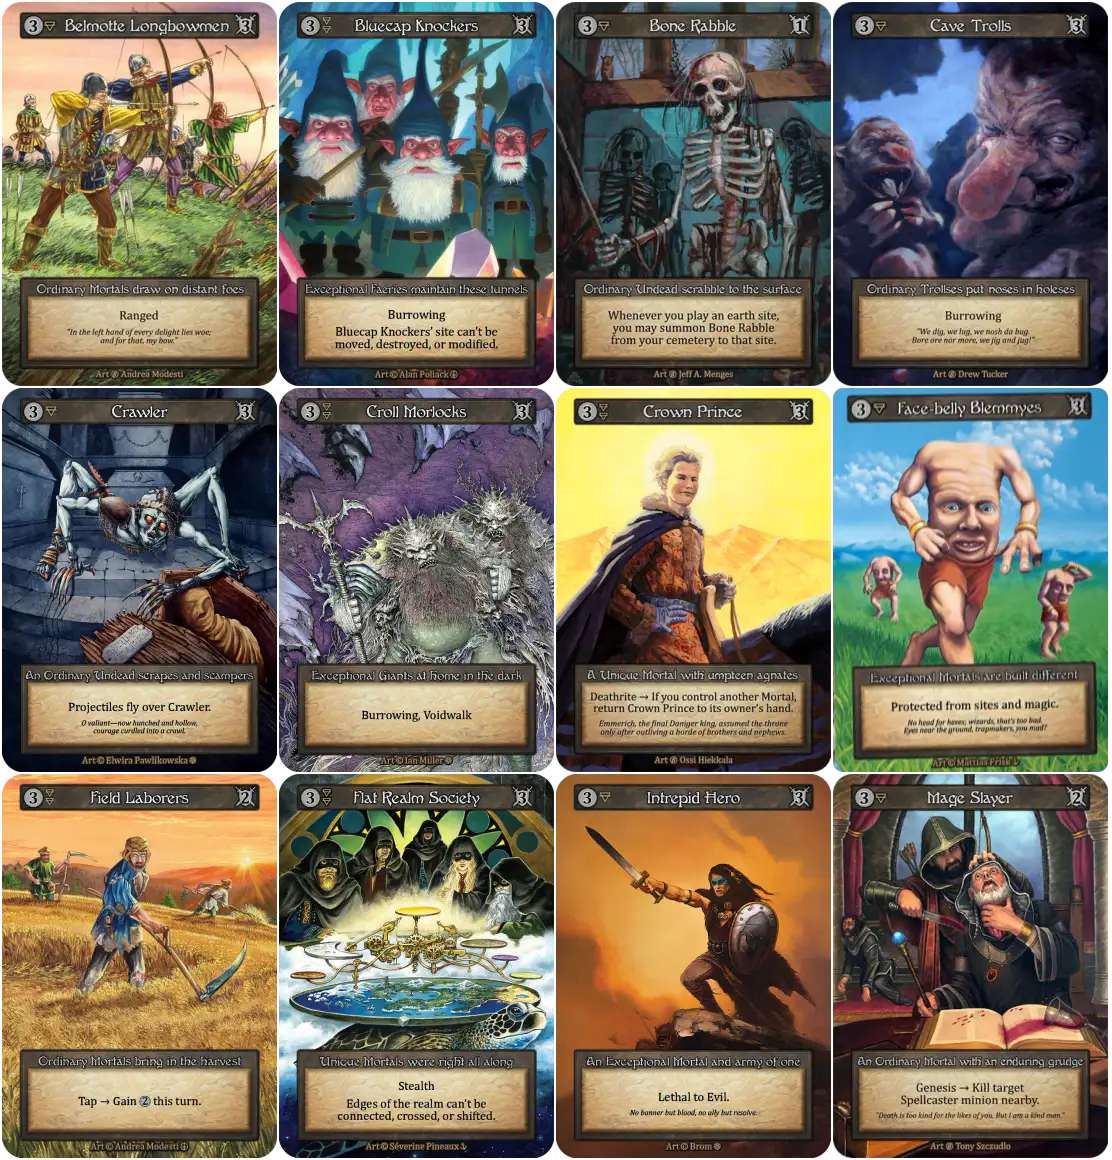 3 Belmotte Longbowmen 3
Ordinary Mortals draw on distant foes
Ranged
"In the left hand of every delight lies woe;
and for that, my bow."
Art Ⓟ Andrea Modesti
3 Bluecap Knockers 3
Exceptional Faeries maintain these tunnels
Burrowing
Bluecap Knockers' site can't be
moved, destroyed, or modified.
Art © Alan Pollack
3 Bone Rabble 1
Ordinary Undead scrabble to the surface
Whenever you play an earth site,
you may summon Bone Rabble
from your cemetery to that site.
Art Ⓟ Jeff A. Menges
3 Cave Trolls 3
Ordinary Trollses put noses in holeses
Burrowing
"We dig, we lug, we nosh da bug.
Bore ore nor more, we jig and jug!"
Art Ⓟ Drew Tucker
3 Crawler 3
An Ordinary Undead scrapes and scampers
Projectiles fly over Crawler.
O valiant—now hunched and hollow,
courage curdled into a crawl.
Art © Elwira Pawlikowska
3 Croll Morlocks 3
Exceptional Giants at home in the dark
Burrowing, Voidwalk
Art © Ian Miller
3 Crown Prince 3
A Unique Mortal with umpteen agnates
Deathrite → If you control another Mortal,
return Crown Prince to its owner's hand.
Emmerich, the final Daniger king, assumed the throne
only after outliving a horde of brothers and nephews.
Art Ⓟ Ossi Hiekkala
3 Face-belly Blemmyes 3
Exceptional Mortals are built different
Protected from sites and magic.
No head for hexes; wizards, that's too bad.
Eyes near the ground, trapmakers, you mad?
Art © Mattias Frisk
3 Field Laborers 2
Ordinary Mortals bring in the harvest
Tap → Gain ② this turn.
Art © Andrea Modesti
3 Flat Realm Society 3
Unique Mortals were right all along
Stealth
Edges of the realm can't be
connected, crossed, or shifted.
Art © Séverine Pineaux
3 Intrepid Hero 3
An Exceptional Mortal and army of one
Lethal to Evil.
No banner but blood, no ally but resolve.
Art © Brom
3 Mage Slayer 2
An Ordinary Mortal with an enduring grudge
Genesis → Kill target
Spellcaster minion nearby.
"Death is too kind for the likes of you. But I am a kind man."
Art Ⓟ Tony Szczudlo